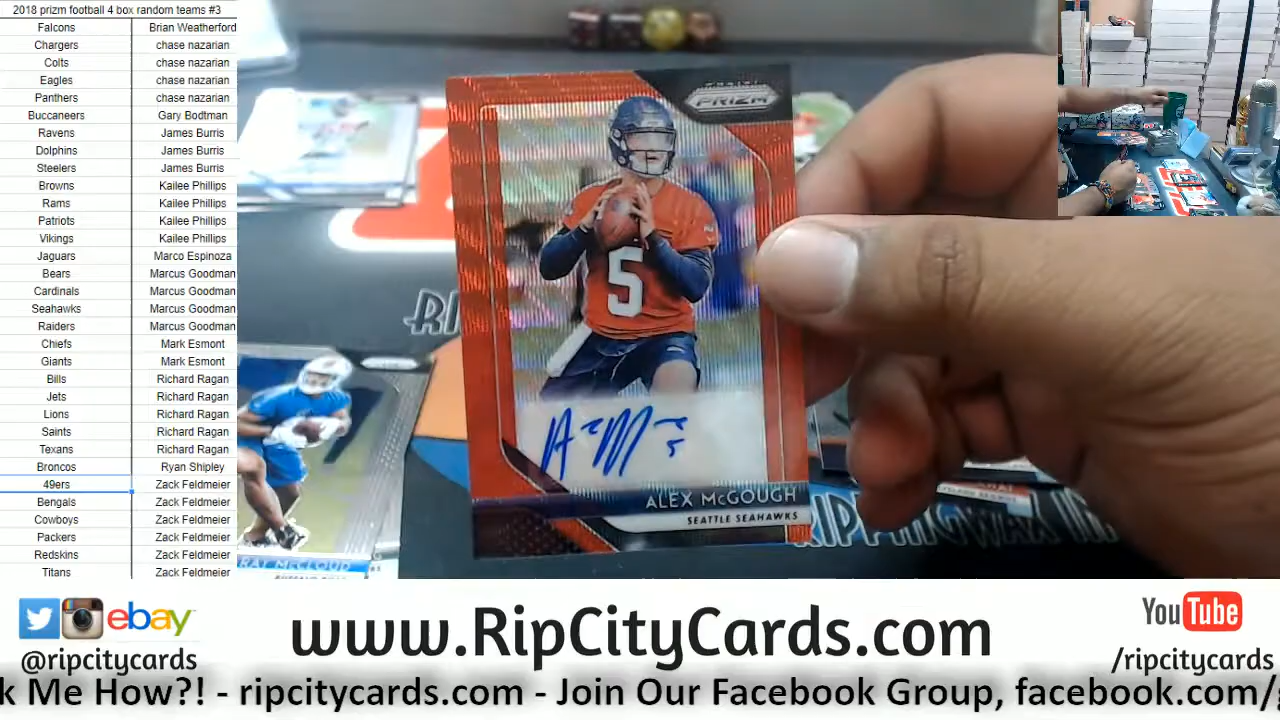 2018 prizm football 4 box random teams #3
Falcons Brian Weatherford
Chargers chase nazarian
Colts chase nazarian
Eagles chase nazarian
Panthers chase nazarian
Buccaneers Gary Bodtman
Ravens James Burris
Dolphins James Burris
Steelers James Burris
Browns Kailee Phillips
Rams Kailee Phillips
Patriots Kailee Phillips
Vikings Kailee Phillips
Jaguars Marco Espinoza
Bears Marcus Goodman
Cardinals Marcus Goodman
Seahawks Marcus Goodman
Raiders Marcus Goodman
Chiefs Mark Esmont
Giants Mark Esmont
Bills Richard Ragan
Jets Richard Ragan
Lions Richard Ragan
Saints Richard Ragan
Texans Richard Ragan
Broncos Ryan Shipley
49ers Zack Feldmeier
Bengals Zack Feldmeier
Cowboys Zack Feldmeier
Packers Zack Feldmeier
Redskins Zack Feldmeier
Titans Zack Feldmeier
PRIZM
5
ALEX McGOUGH
SEATTLE SEAHAWKS
RAY McCLOUD
RIPPINGWAX
ebay
@ripcitycards
www.RipCityCards.com
YouTube
/ripcitycards
k Me How?! - ripcitycards.com - Join Our Facebook Group, facebook.com/g